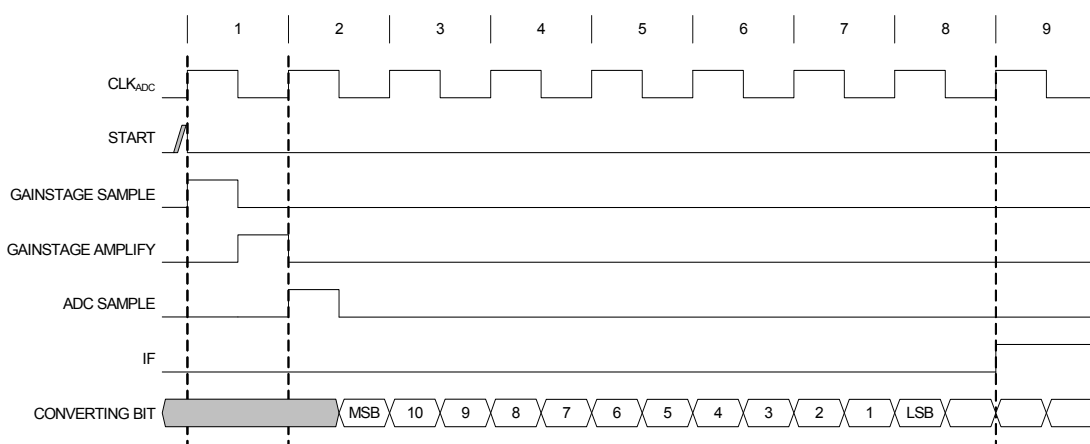 1 2 3 4 5 6 7 8 9
CLKADC
START
GAINSTAGE SAMPLE
GAINSTAGE AMPLIFY
ADC SAMPLE
IF
CONVERTING BIT MSB 10 9 8 7 6 5 4 3 2 1 LSB